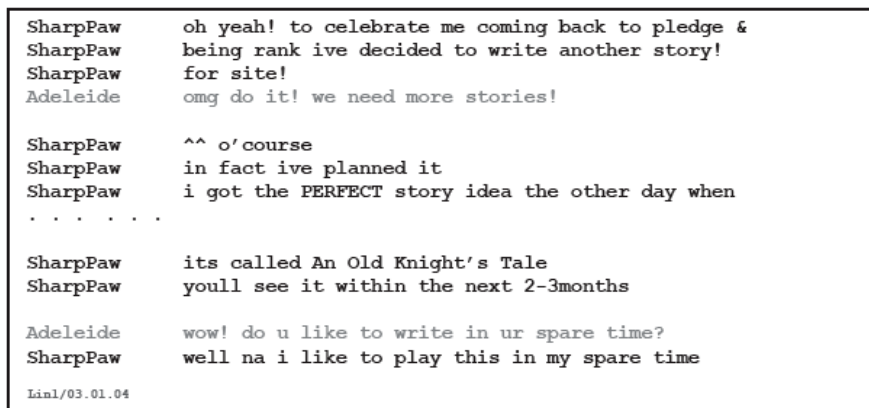 SharpPaw oh yeah! to celebrate me coming back to pledge &
SharpPaw being rank ive decided to write another story!
SharpPaw for site!
Adeleide omg do it! we need more stories!
SharpPaw ^^ o'course
SharpPaw in fact ive planned it
SharpPaw i got the PERFECT story idea the other day when
. . . . . .
SharpPaw its called An Old Knight's Tale
SharpPaw youll see it within the next 2-3months
Adeleide wow! do u like to write in ur spare time?
SharpPaw well na i like to play this in my spare time
Lin1/03.01.04